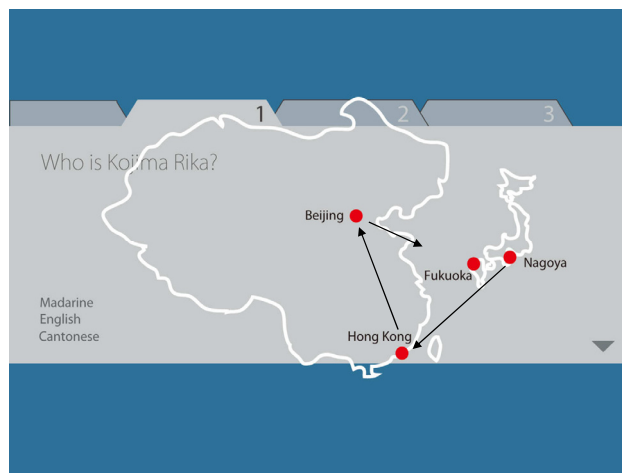 1
2
3
Who is Kojima Rika?
Beijing
Fukuoka
Nagoya
Hong Kong
Madarine
English
Cantonese